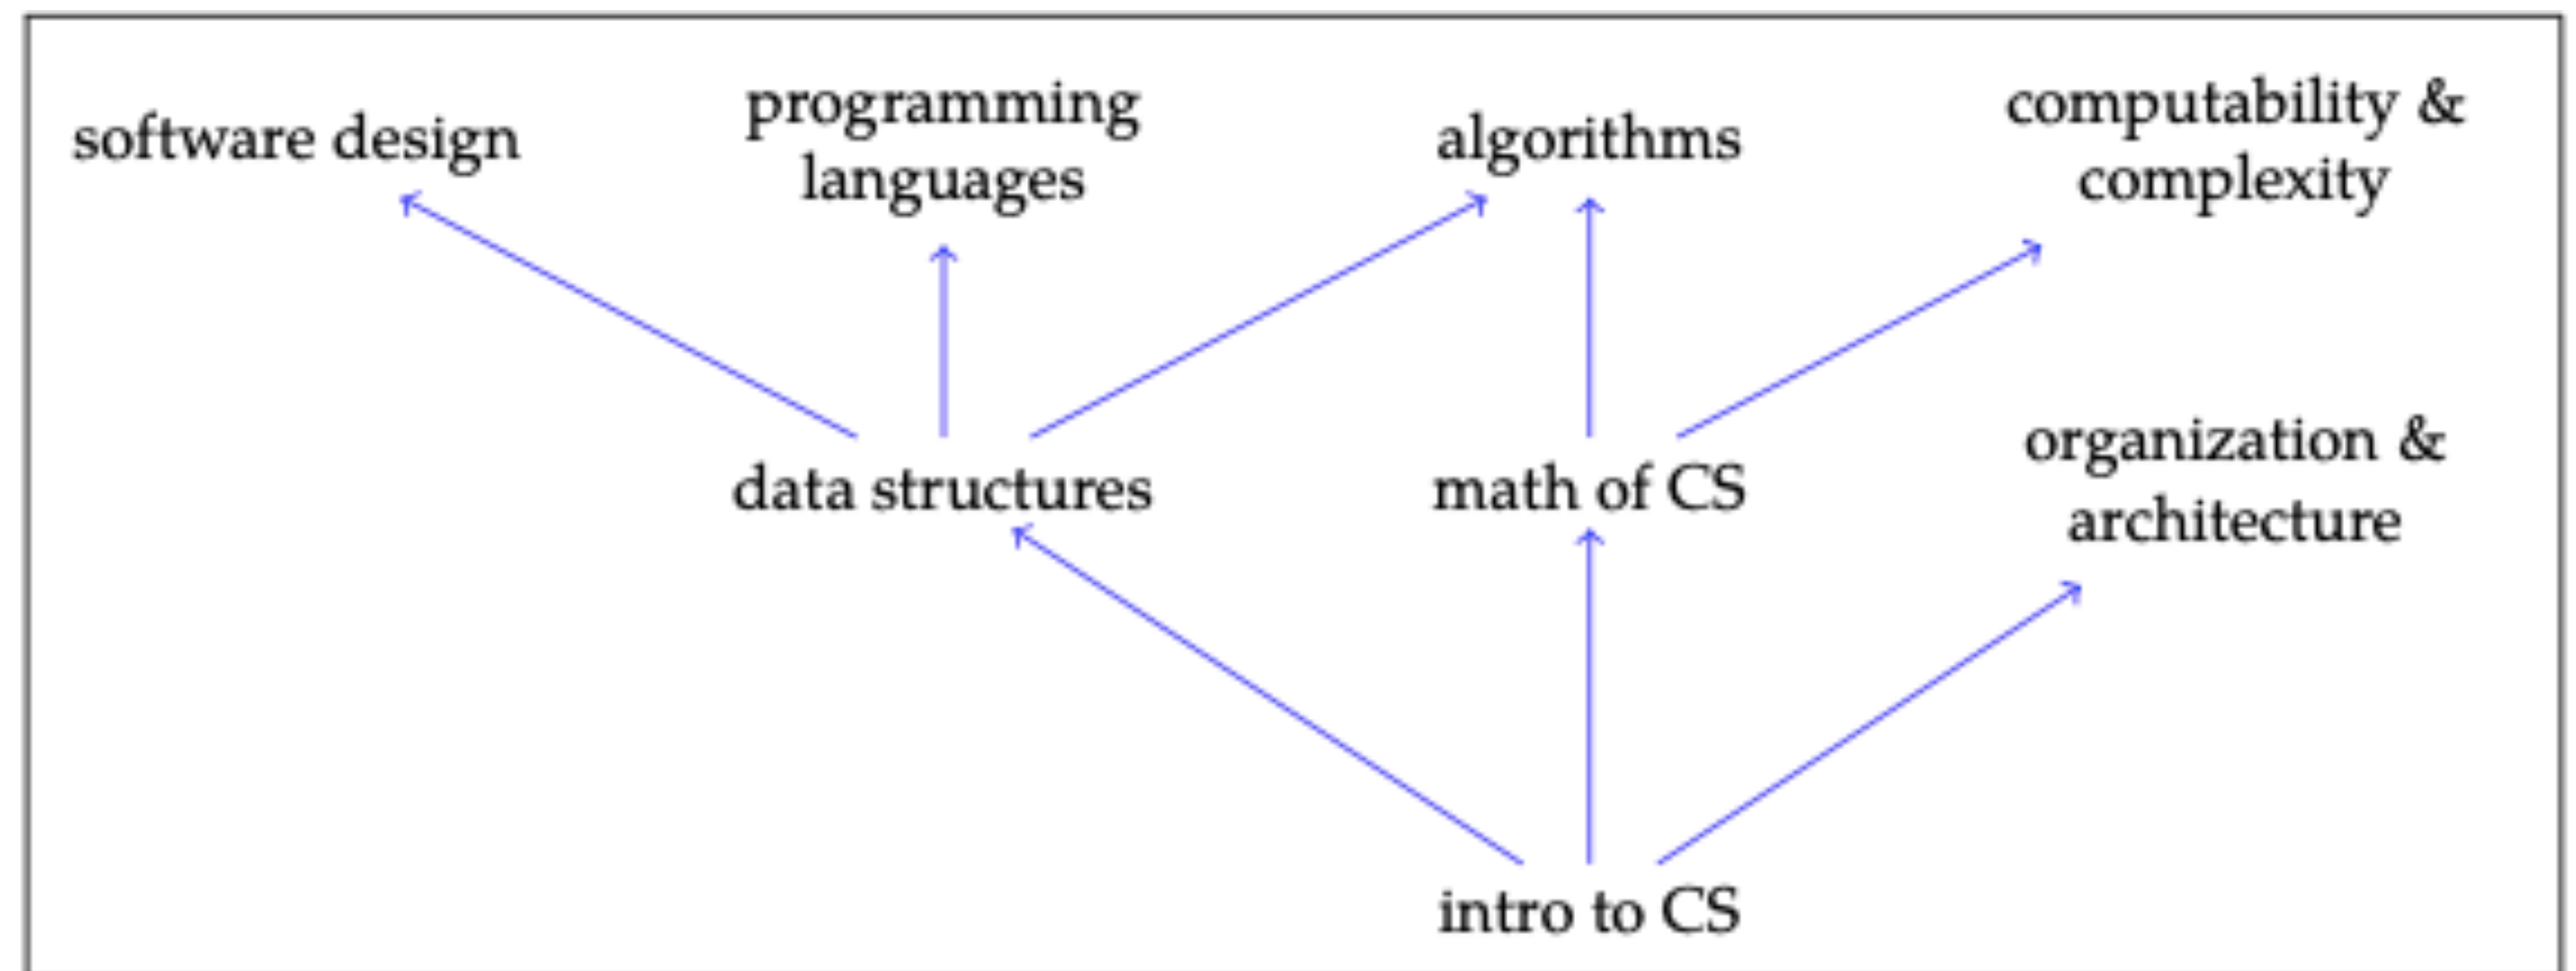 software design
programming
languages
algorithms
computability &
complexity
data structures
math of CS
organization &
architecture
intro to CS